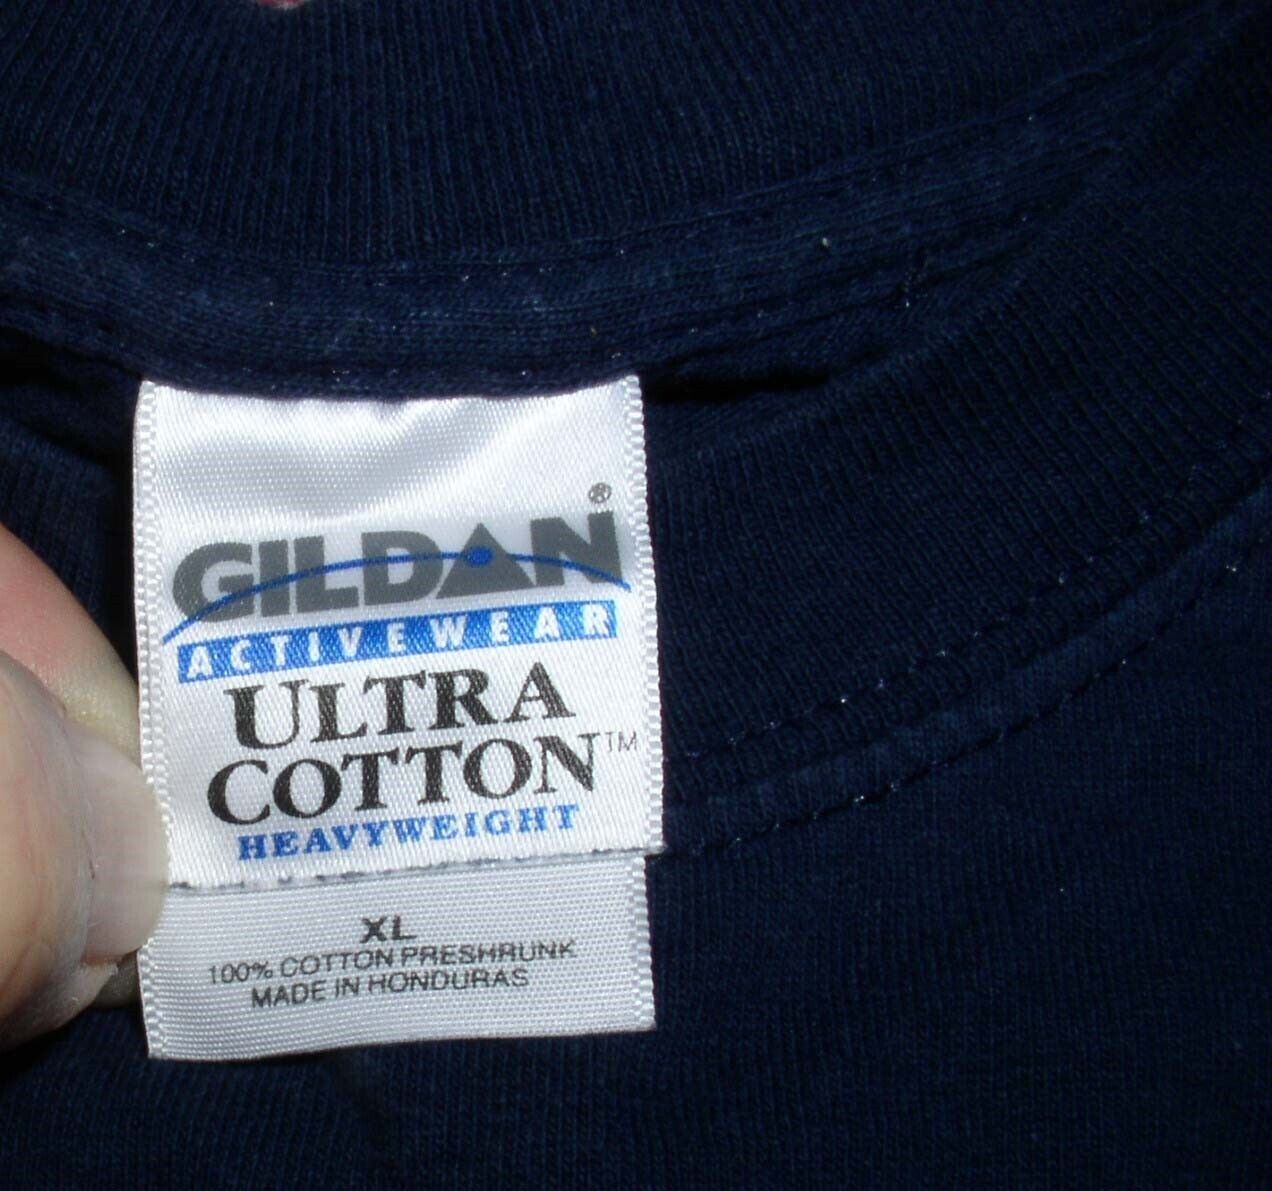 GILDAN®
ACTIVEWEAR
ULTRA
COTTON™
HEAVYWEIGHT
XL
100% COTTON PRESHRUNK
MADE IN HONDURAS